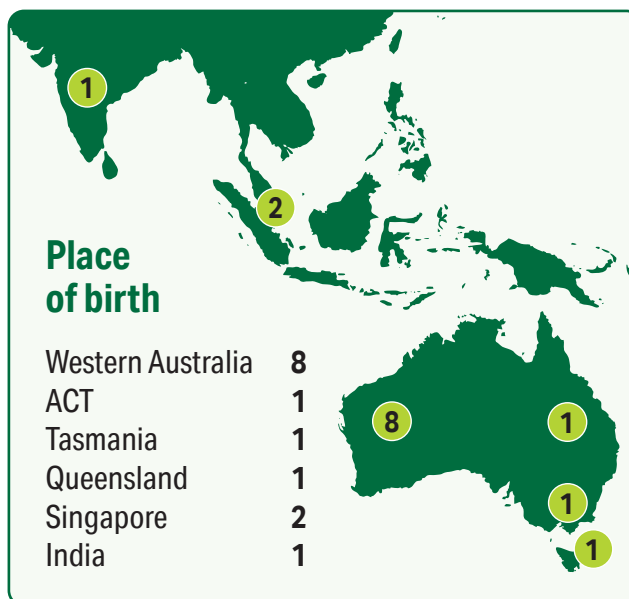 1
2
Place
of birth
Western Australia 8
ACT 1
Tasmania 1
Queensland 1
Singapore 2
India 1
8
1
1
1